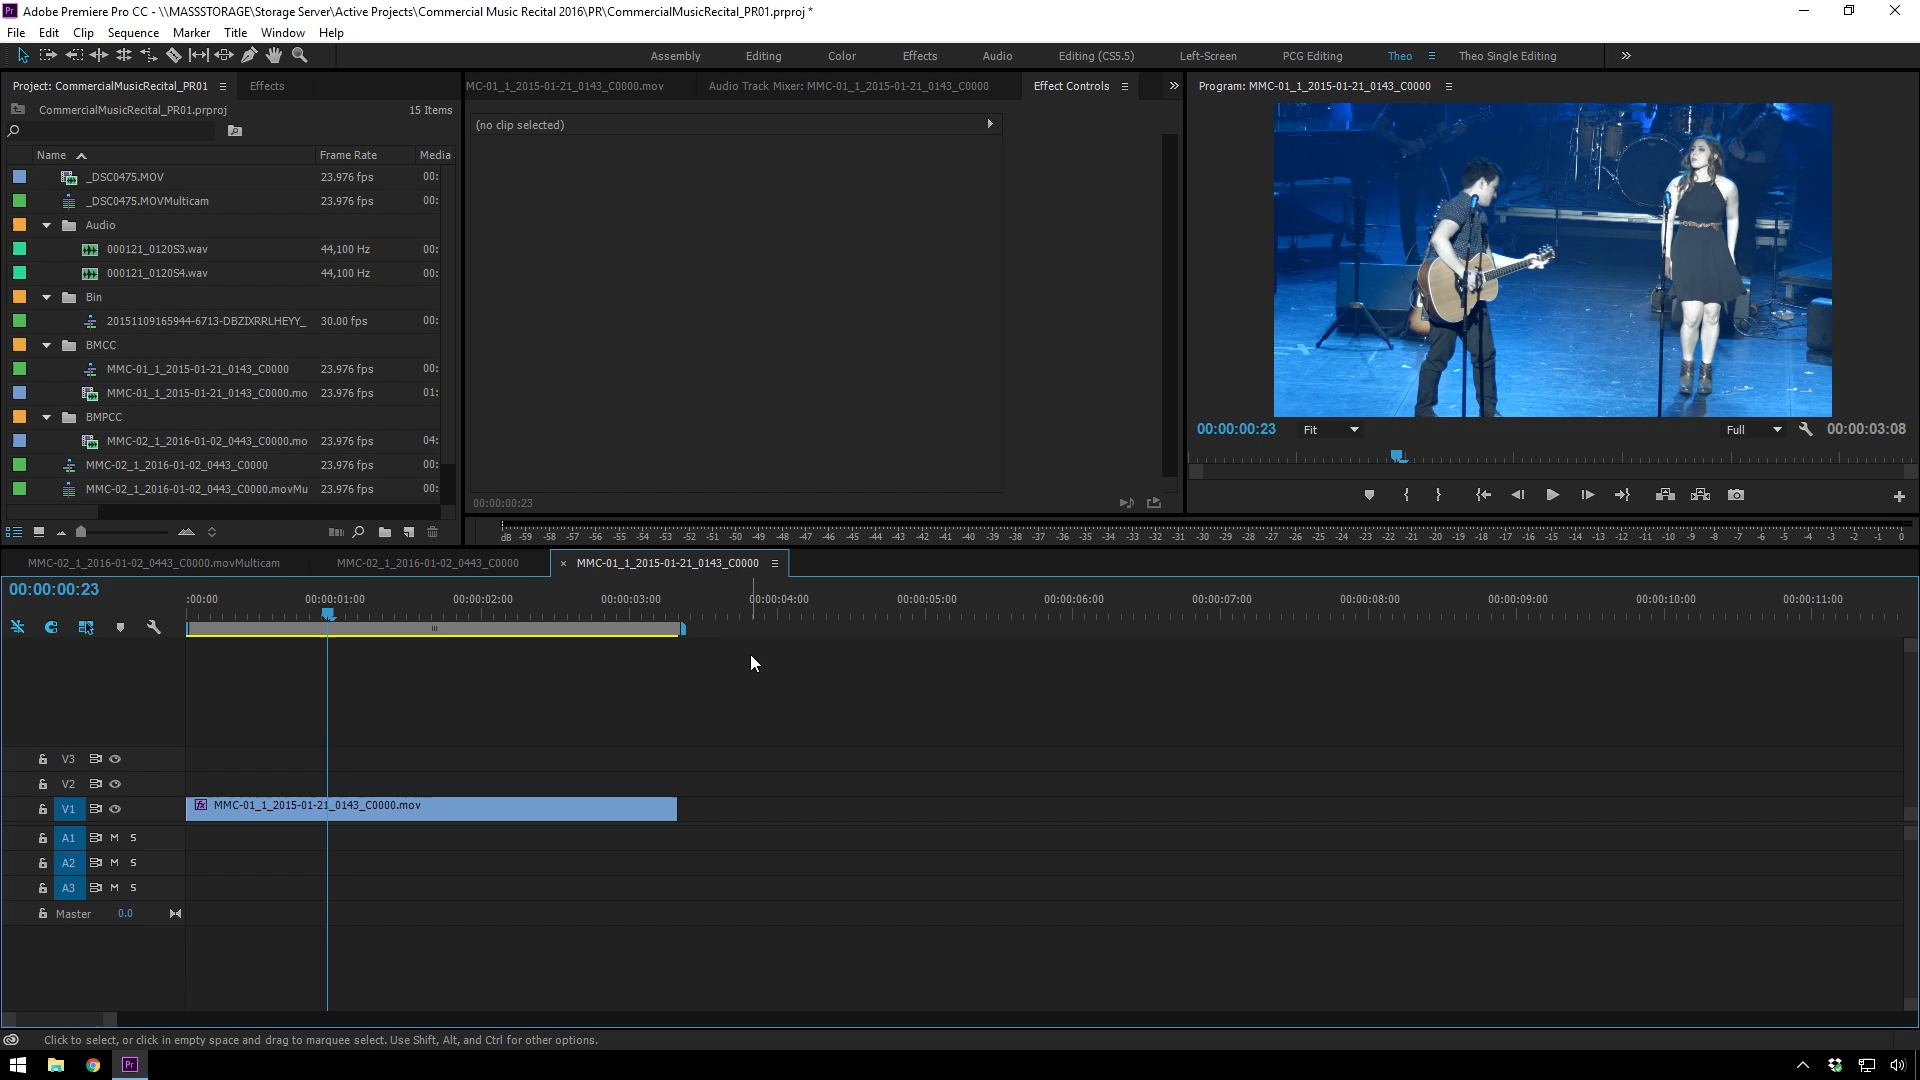 Pr Adobe Premiere Pro CC - \\MASSSTORAGE\Storage Server\Active Projects\Commercial Music Recital 2016\PR\CommercialMusicRecital_PR01.prproj *
File Edit Clip Sequence Marker Title Window Help
Assembly Editing Color Effects Audio Editing (CS5.5) Left-Screen PCG Editing Theo Theo Single Editing
Project: CommercialMusicRecital_PR01 Effects
CommercialMusicRecital_PR01.prproj 15 Items
Name Frame Rate Media
_DSC0475.MOV 23.976 fps 00:
_DSC0475.MOVMulticam 23.976 fps 00:
Audio
000121_0120S3.wav 44,100 Hz 00:
000121_0120S4.wav 44,100 Hz 00:
Bin
20151109165944-6713-DBZIXRRLHEYY_ 30.00 fps 00:
BMCC
MMC-01_1_2015-01-21_0143_C0000 23.976 fps 00:
MMC-01_1_2015-01-21_0143_C0000.mo 23.976 fps 01:
BMPCC
MMC-02_1_2016-01-02_0443_C0000.mo 23.976 fps 04:
MMC-02_1_2016-01-02_0443_C0000 23.976 fps 00:
MMC-02_1_2016-01-02_0443_C0000.movMu 23.976 fps 00:
MC-01_1_2015-01-21_0143_C0000.mov Audio Track Mixer: MMC-01_1_2015-01-21_0143_C0000 Effect Controls
(no clip selected)
00:00:00:23
Program: MMC-01_1_2015-01-21_0143_C0000
00:00:00:23 Fit Full 00:00:03:08
dB -59 -58 -57 -56 -55 -54 -53 -52 -51 -50 -49 -48 -47 -46 -45 -44 -43 -42 -41 -40 -39 -38 -37 -36 -35 -34 -33 -32 -31 -30 -29 -28 -27 -26 -25 -24 -23 -22 -21 -20 -19 -18 -17 -16 -15 -14 -13 -12 -11 -10 -9 -8 -7 -6 -5 -4 -3 -2 -1 0
MMC-02_1_2016-01-02_0443_C0000.movMulticam MMC-02_1_2016-01-02_0443_C0000 × MMC-01_1_2015-01-21_0143_C0000
00:00:00:23
:00:00 00:00:01:00 00:00:02:00 00:00:03:00 00:00:04:00 00:00:05:00 00:00:06:00 00:00:07:00 00:00:08:00 00:00:09:00 00:00:10:00 00:00:11:00
V3
V2
V1 fx MMC-01_1_2015-01-21_0143_C0000.mov
A1 M S
A2 M S
A3 M S
Master 0.0
Click to select, or click in empty space and drag to marquee select. Use Shift, Alt, and Ctrl for other options.
Pr